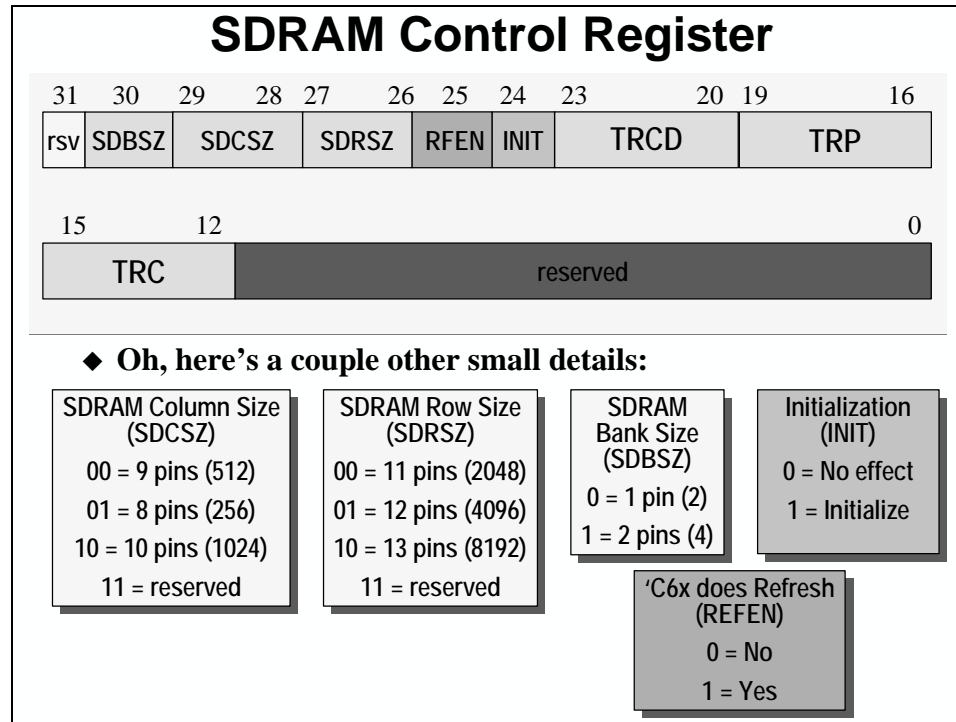 SDRAM Control Register
31 30 29 28 27 26 25 24 23 20 19 16
rsv SDBSZ SDCSZ SDRSZ RFEN INIT TRCD TRP
15 12 0
TRC reserved
◆ Oh, here's a couple other small details:
SDRAM Column Size
(SDCSZ)
00 = 9 pins (512)
01 = 8 pins (256)
10 = 10 pins (1024)
11 = reserved
SDRAM Row Size
(SDRSZ)
00 = 11 pins (2048)
01 = 12 pins (4096)
10 = 13 pins (8192)
11 = reserved
SDRAM
Bank Size
(SDBSZ)
0 = 1 pin (2)
1 = 2 pins (4)
Initialization
(INIT)
0 = No effect
1 = Initialize
'C6x does Refresh
(REFEN)
0 = No
1 = Yes